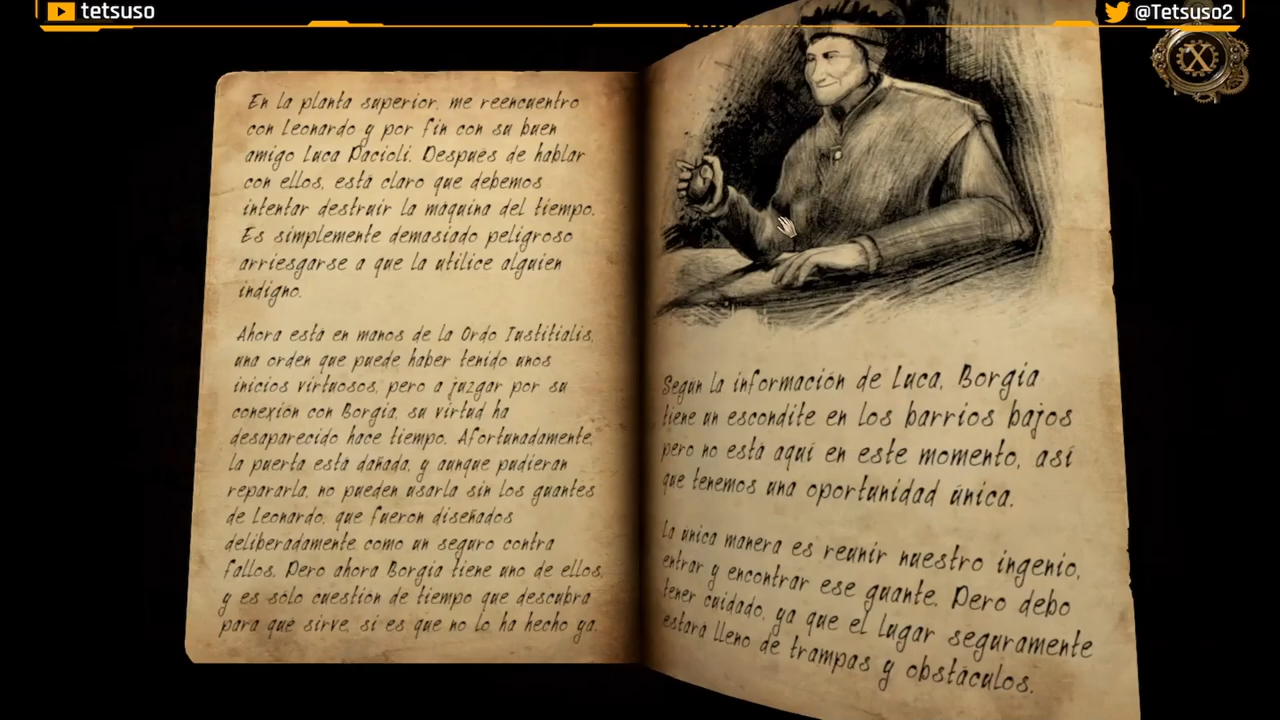 tetsuso
@Tetsuso2
X
En la planta superior, me reencuentro
con Leonardo y por fin con su buen
amigo Luca Pacioli. Después de hablar
con ellos, está claro que debemos
intentar destruir la máquina del tiempo.
Es simplemente demasiado peligroso
arriesgarse a que la utilice alguien
indigno.
Ahora está en manos de la Ordo Iustitialis,
una orden que puede haber tenido unos
inicios virtuosos, pero a juzgar por su
conexión con Borgia, su virtud ha
desaparecido hace tiempo. Afortunadamente,
la puerta está dañada, y aunque pudieran
repararla, no pueden usarla sin los guantes
de Leonardo, que fueron diseñados
deliberadamente como un seguro contra
fallos. Pero ahora Borgia tiene uno de ellos,
y es sólo cuestión de tiempo que descubra
para qué sirve, si es que no lo ha hecho ya.
Según la información de Luca, Borgia
tiene un escondite en los barrios bajos
pero no está aquí en este momento, así
que tenemos una oportunidad única.
La única manera es reunir nuestro ingenio,
entrar y encontrar ese guante. Pero debo
tener cuidado, ya que el lugar seguramente
estará lleno de trampas y obstáculos.